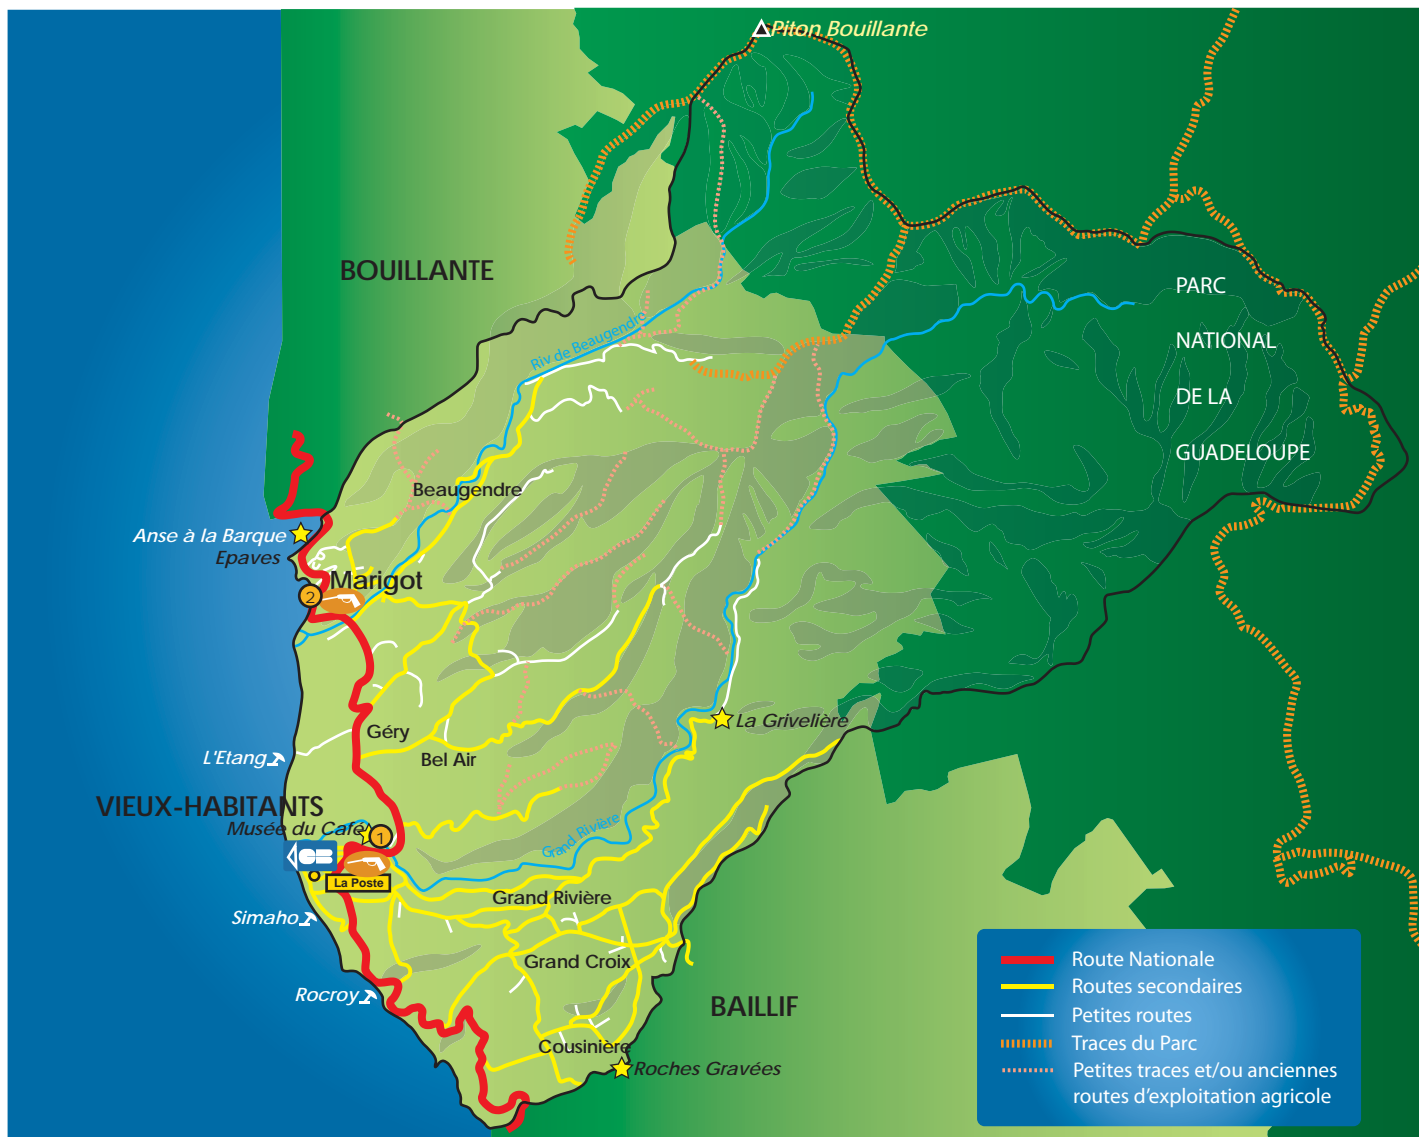 Piton Bouillante
BOUILLANTE
PARC
NATIONAL
DE LA
GUADELOUPE
Riv de Beaugendre
Beaugendre
Anse à la Barque
Epaves
Marigot
2
La Grivelière
Géry
Bel Air
L'Etang
VIEUX-HABITANTS
Musée du Café
1
Grand Rivière
La Poste
Grand Rivière
Simaho
Grand Croix
Rocroy
BAILLIF
Cousinière
Roches Gravées
Route Nationale
Routes secondaires
Petites routes
Traces du Parc
Petites traces et/ou anciennes
routes d'exploitation agricole